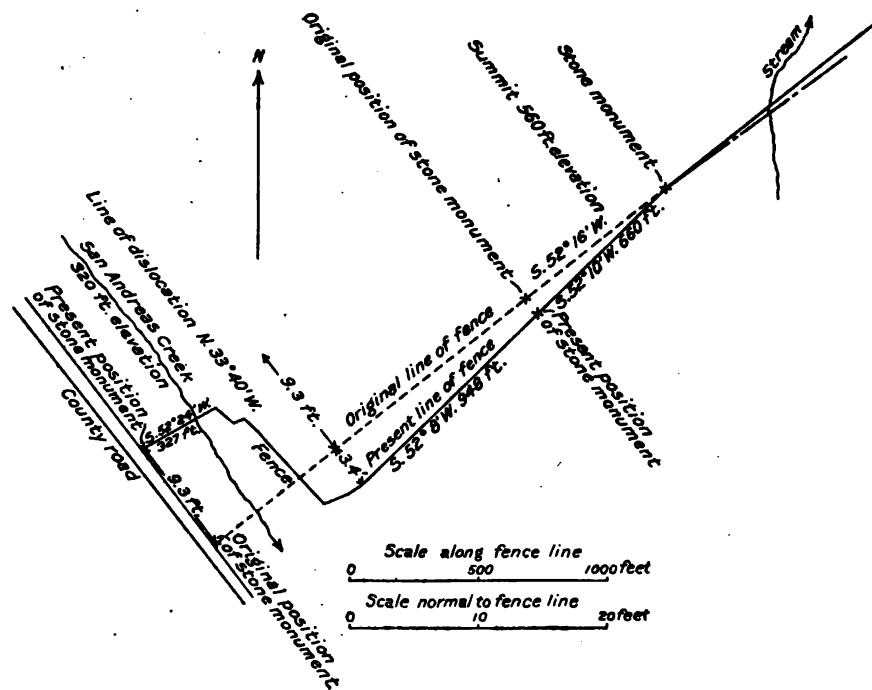 N
Original position
of stone
monument
Summit 560 ft. elevation
Stone monument
Stream
Line of dislocation N. 33° 40' W.
San Andreas Creek
320 ft. elevation
Present position
of stone monument
County road
S. 52° 24' W.
327 ft.
9.3 ft.
Fence
9.3 ft.
3.4'
Original line of fence
S. 52° 16' W.
Present line of fence
S. 52° 8' W. 948 ft.
S. 52° 10' W. 660 ft.
Present position
of stone monument
Original position
of stone monument
Scale along fence line
0 500 1000 feet
Scale normal to fence line
0 10 20 feet